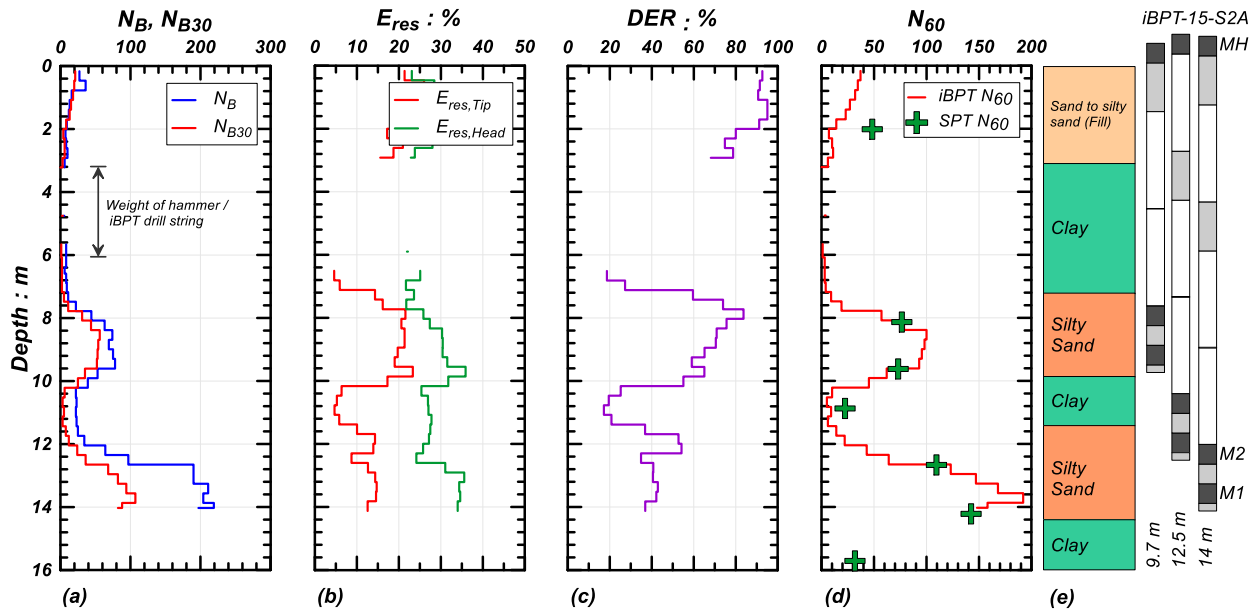 N_B, N_B30
E_res : %
DER : %
N_60
iBPT-15-S2A
0 100 200 300
0 10 20 30 40 50
0 20 40 60 80 100
0 50 100 150 200
MH
0
2
4
6
8
10
12
14
16
Depth : m
N_B
N_B30
Weight of hammer /
iBPT drill string
E_res,Tip
E_res,Head
iBPT N_60
SPT N_60
Sand to silty
sand (Fill)
Clay
Silty
Sand
Clay
Silty
Sand
Clay
M2
M1
9.7 m
12.5 m
14 m
(a)
(b)
(c)
(d)
(e)